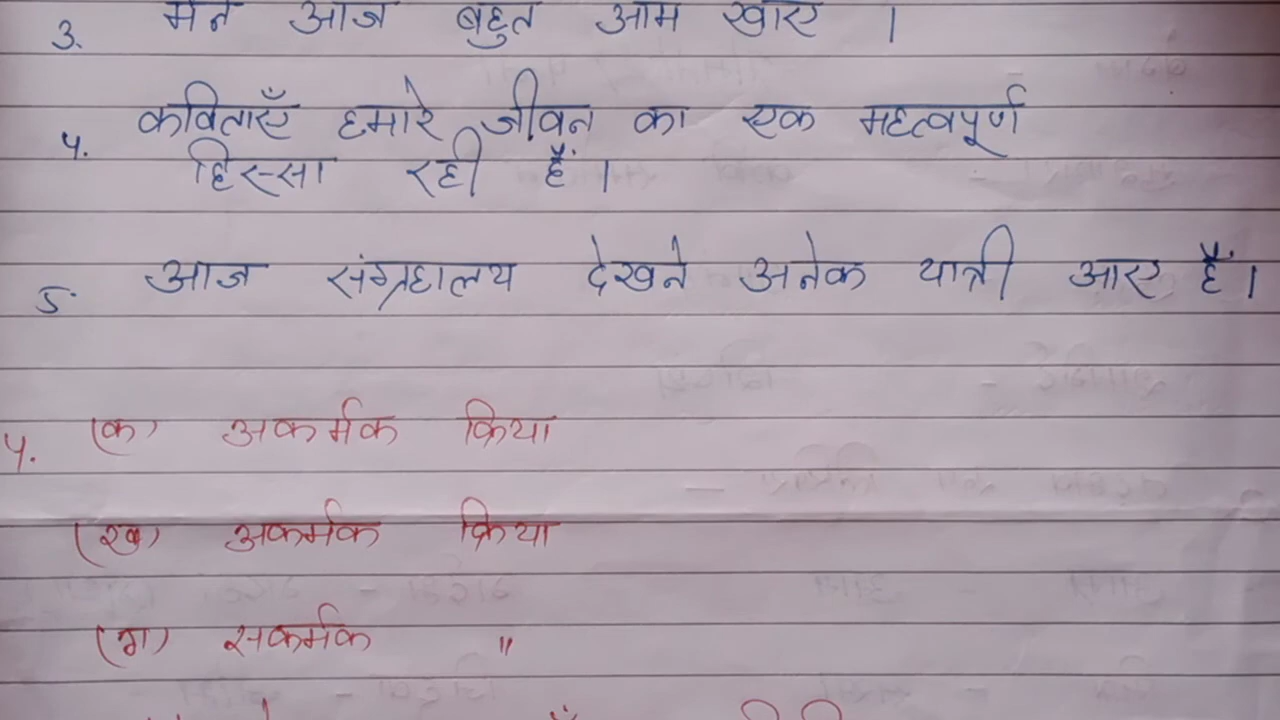 3. मैंने आज बहुत आम खाए ।
4. कविताएँ हमारे जीवन का एक महत्वपूर्ण
हिस्सा रही हैं ।
5. आज संग्रहालय देखने अनेक यात्री आए हैं ।
4. (क) अकर्मक क्रिया
(ख) अकर्मक क्रिया
(ग) सकर्मक "